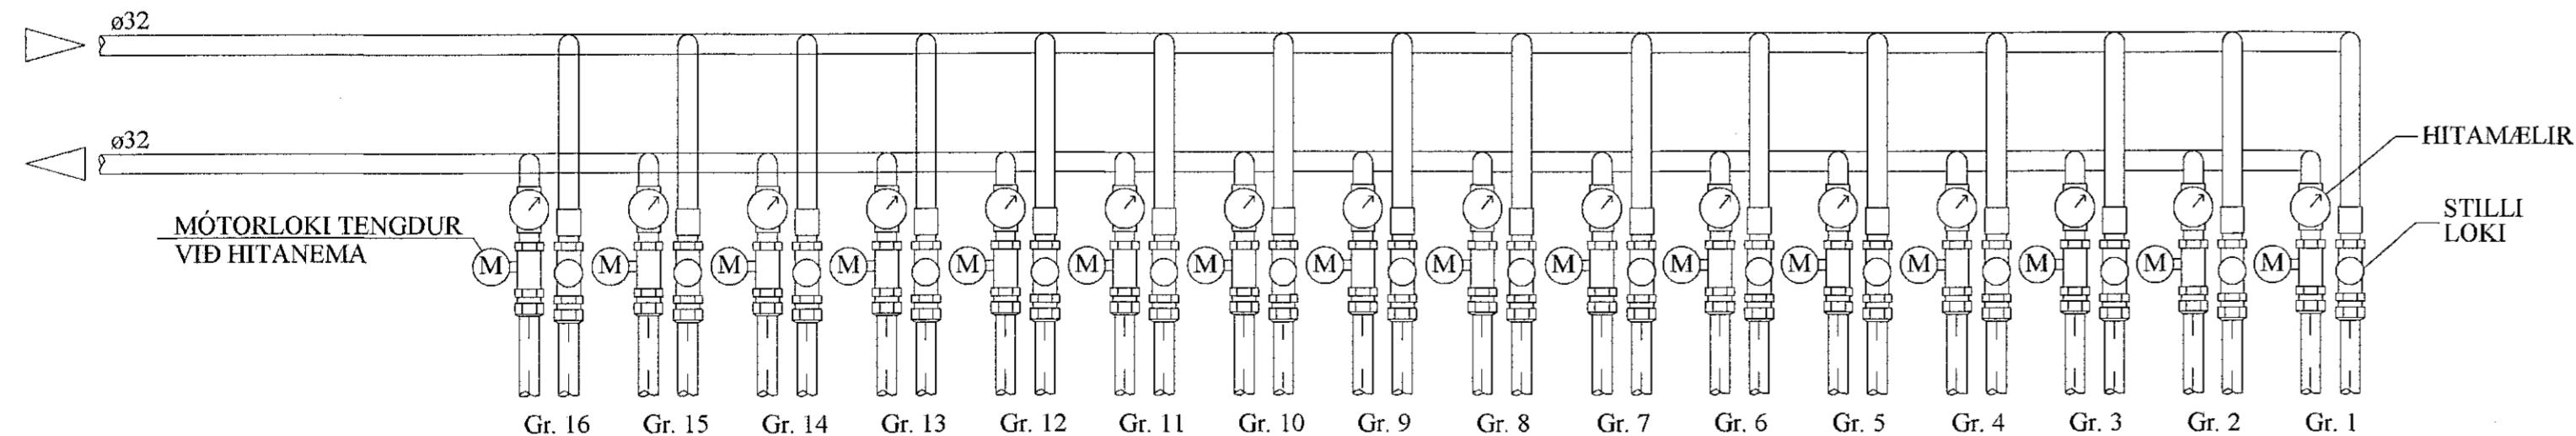 ø32
ø32
HITAMÆLIR
MÓTORLOKI TENGDUR
VIÐ HITANEMA
STILLI
LOKI
M M M M M M M M M M M M M M M M
Gr. 16 Gr. 15 Gr. 14 Gr. 13 Gr. 12 Gr. 11 Gr. 10 Gr. 9 Gr. 8 Gr. 7 Gr. 6 Gr. 5 Gr. 4 Gr. 3 Gr. 2 Gr. 1